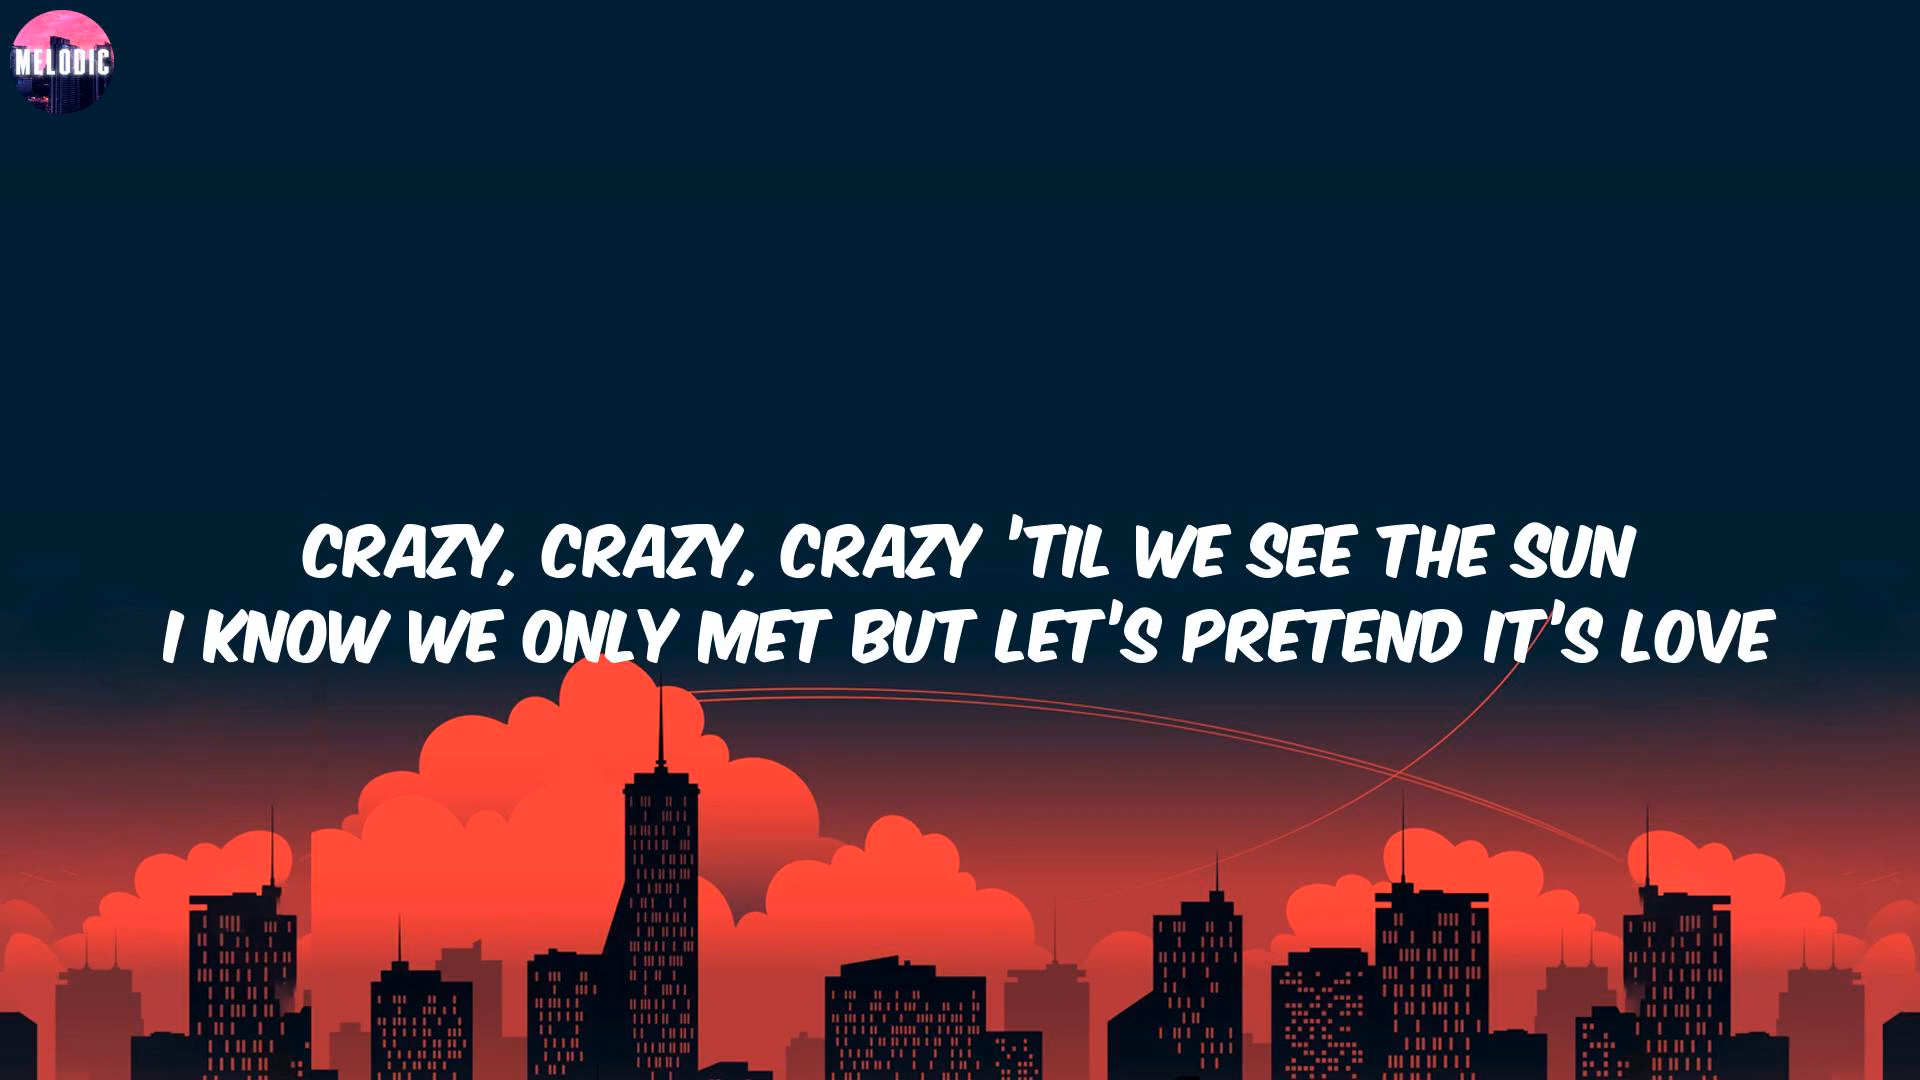 MELODIC
CRAZY, CRAZY, CRAZY 'TIL WE SEE THE SUN
I KNOW WE ONLY MET BUT LET'S PRETEND IT'S LOVE